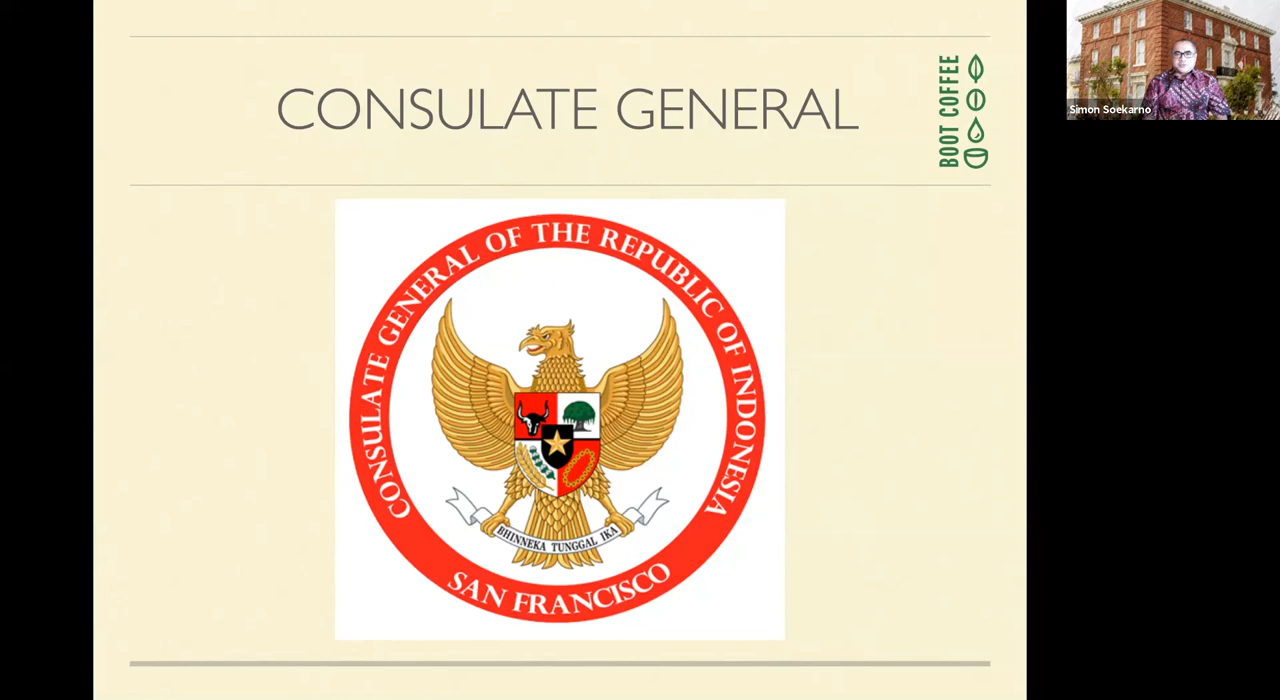 CONSULATE GENERAL
BOOT COFFEE
Simon Soekarno
CONSULATE GENERAL OF THE REPUBLIC OF INDONESIA
BHINNEKA TUNGGAL IKA
SAN FRANCISCO